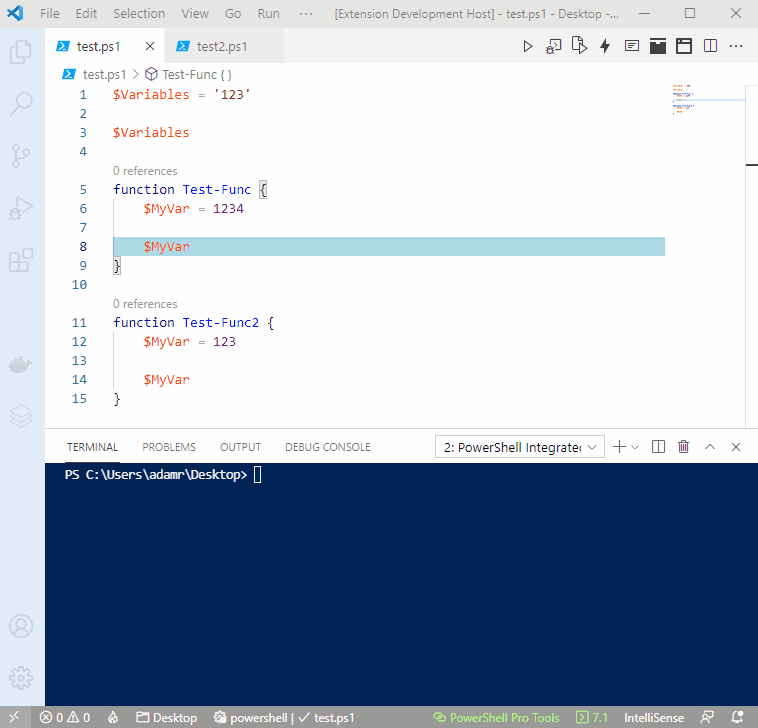 File Edit Selection View Go Run ··· [Extension Development Host] - test.ps1 - Desktop -...
test.ps1 test2.ps1
test.ps1 > Test-Func { }
1 $Variables = '123'
2
3 $Variables
4
0 references
5 function Test-Func {
6 $MyVar = 1234
7
8 $MyVar
9 }
10
0 references
11 function Test-Func2 {
12 $MyVar = 123
13
14 $MyVar
15 }
TERMINAL PROBLEMS OUTPUT DEBUG CONSOLE 2: PowerShell Integrate
PS C:\Users\adamr\Desktop>
0 0 Desktop powershell | ✓ test.ps1 PowerShell Pro Tools 7.1 IntelliSense